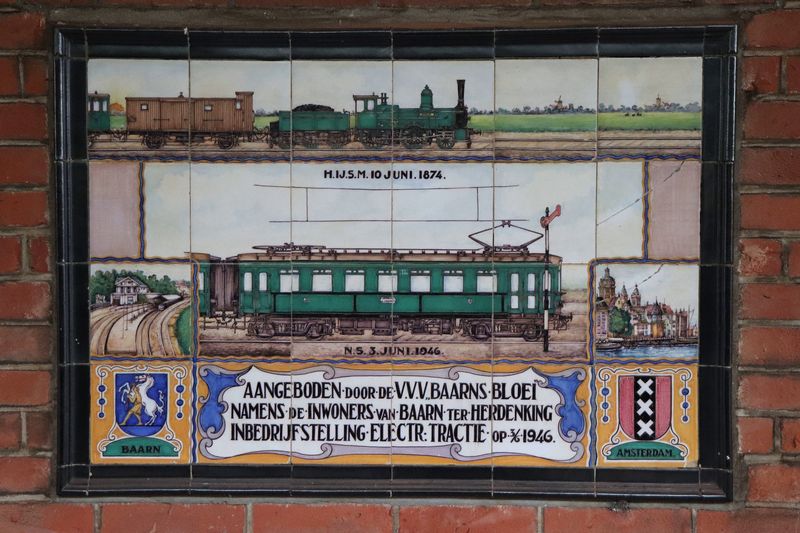 H.IJ.S.M. 10 JUNI. 1874.
N.S. 3. JUNI. 1946.
AANGEBODEN·DOOR·DE·V.V.V.„BAARNS·BLOEI
NAMENS·DE·INWONERS·VAN·BAARN·TER·HERDENKING
INBEDRIJFSTELLING·ELECTR:TRACTIE·OP·3/6·1946.
BAARN
AMSTERDAM.